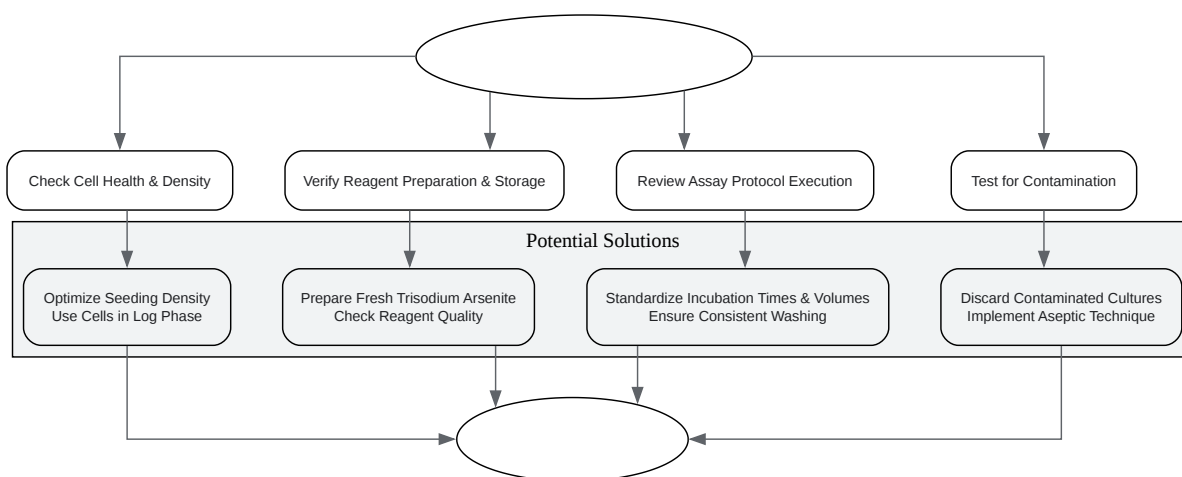 Check Cell Health & Density
Verify Reagent Preparation & Storage
Review Assay Protocol Execution
Test for Contamination
Potential Solutions
Optimize Seeding Density
Use Cells in Log Phase
Prepare Fresh Trisodium Arsenite
Check Reagent Quality
Standardize Incubation Times & Volumes
Ensure Consistent Washing
Discard Contaminated Cultures
Implement Aseptic Technique